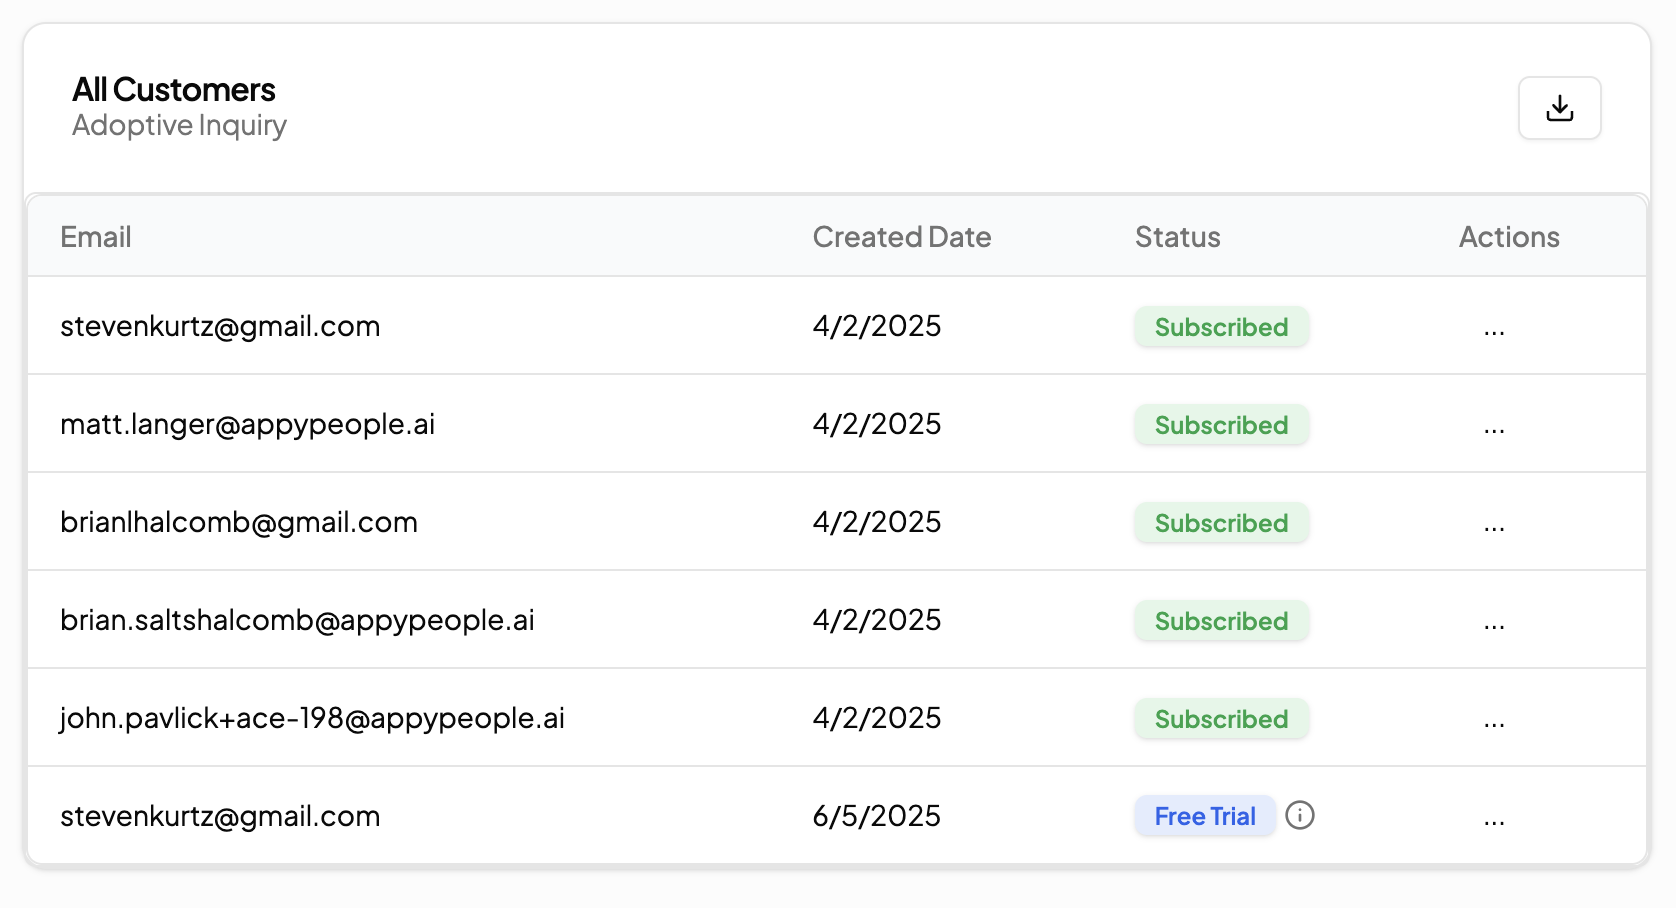 All Customers
Adoptive Inquiry
Email Created Date Status Actions
stevenkurtz@gmail.com 4/2/2025 Subscribed ...
matt.langer@appypeople.ai 4/2/2025 Subscribed ...
brianlhalcomb@gmail.com 4/2/2025 Subscribed ...
brian.saltshalcomb@appypeople.ai 4/2/2025 Subscribed ...
john.pavlick+ace-198@appypeople.ai 4/2/2025 Subscribed ...
stevenkurtz@gmail.com 6/5/2025 Free Trial ...